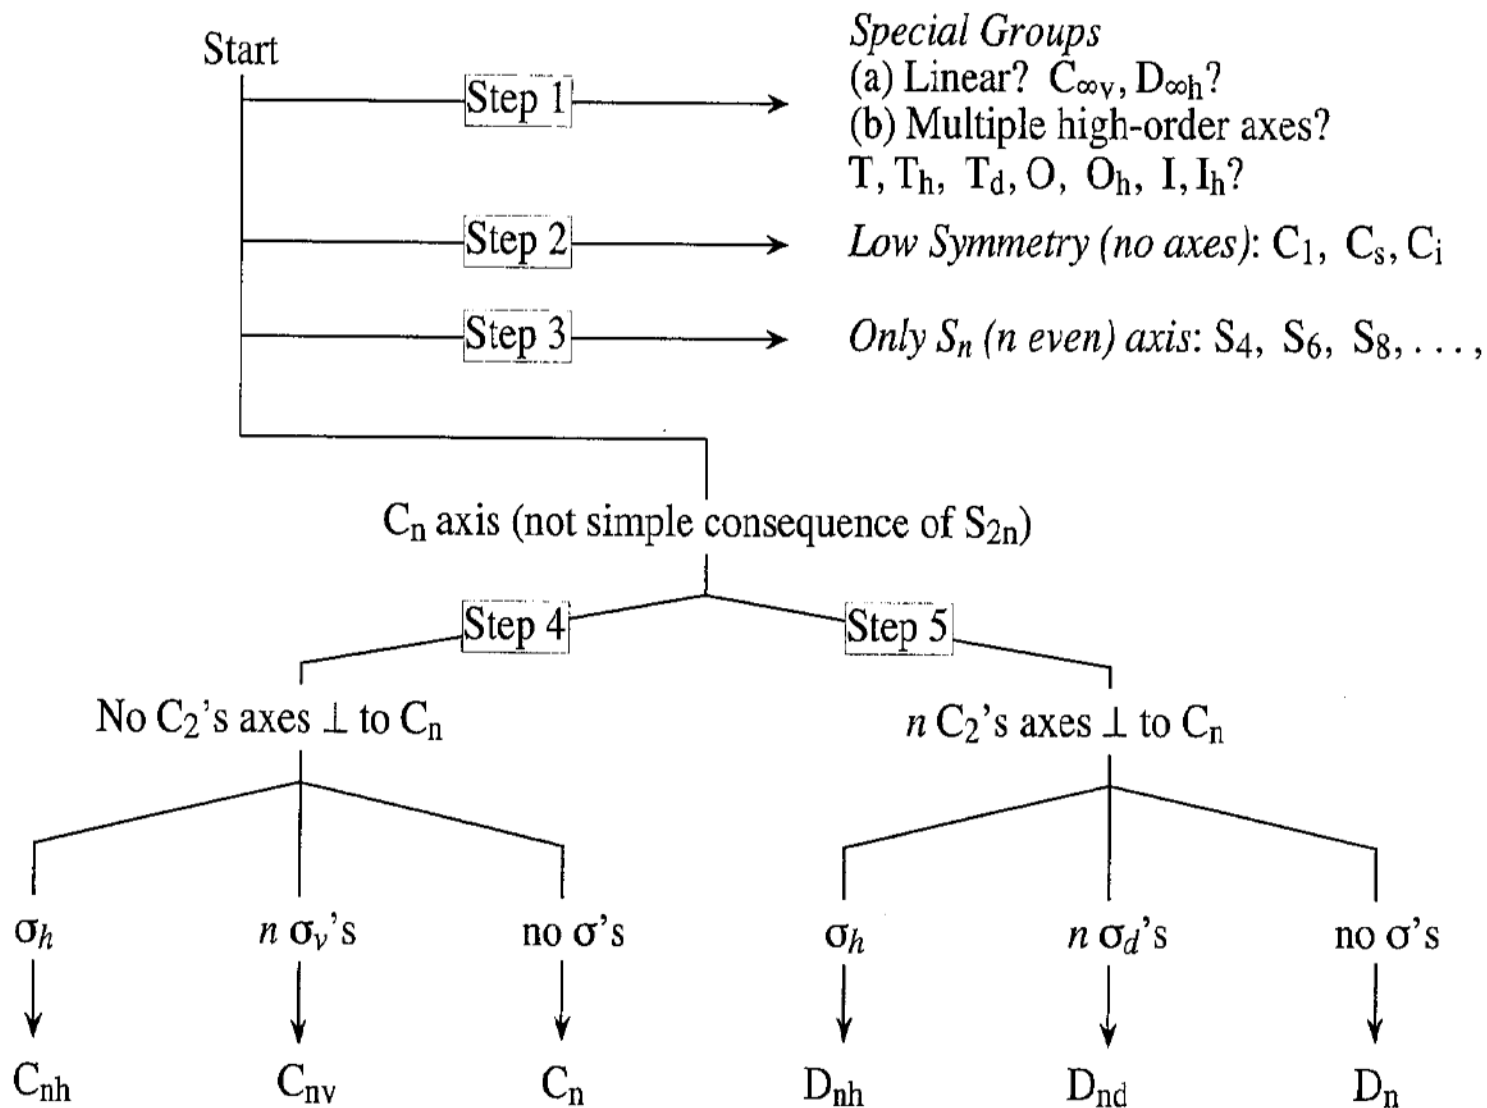 Start
Step 1
Special Groups
(a) Linear? C∞v, D∞h?
(b) Multiple high-order axes?
T, Th, Td, O, Oh, I, Ih?
Step 2
Low Symmetry (no axes): C1, Cs, Ci
Step 3
Only Sn (n even) axis: S4, S6, S8, . . . ,
Cn axis (not simple consequence of S2n)
Step 4
Step 5
No C2's axes ⊥ to Cn
n C2's axes ⊥ to Cn
σh
n σv's
no σ's
σh
n σd's
no σ's
Cnh
Cnv
Cn
Dnh
Dnd
Dn